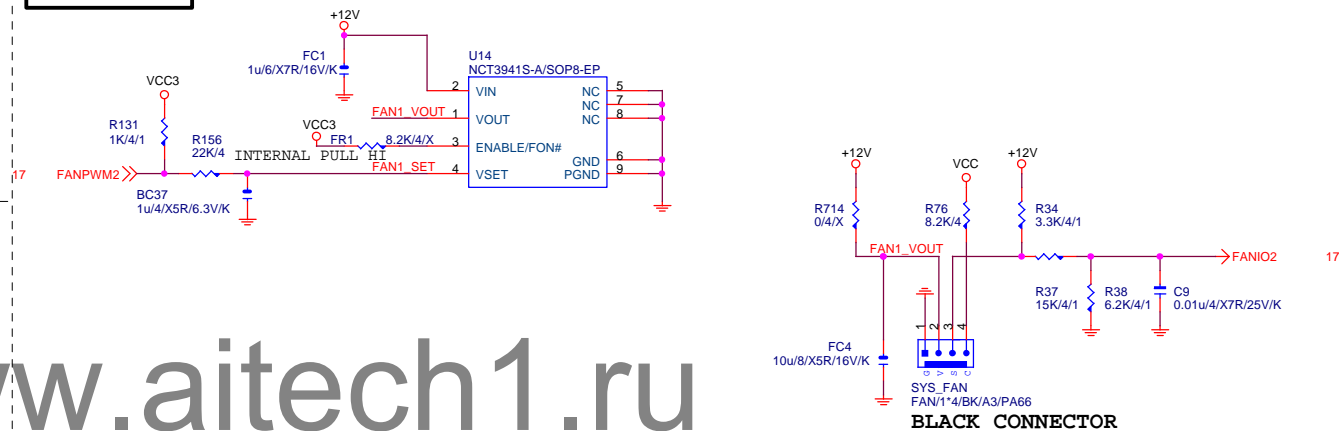 +12V
FC1
1u/6/X7R/16V/K
U14
NCT3941S-A/SOP8-EP
VCC3
R131
1K/4/1
R156
22K/4
VCC3
FR1
8.2K/4/X
INTERNAL PULL HI
FAN1_VOUT
FAN1_SET
2
1
3
4
VIN
VOUT
ENABLE/FON#
VSET
NC
NC
NC
GND
PGND
5
7
8
6
9
17
FANPWM2
BC37
1u/4/X5R/6.3V/K
+12V
VCC
+12V
R714
0/4/X
R76
8.2K/4
R34
3.3K/4/1
FAN1_VOUT
FANIO2
17
R37
15K/4/1
R38
6.2K/4/1
C9
0.01u/4/X7R/25V/K
1
2
3
4
FC4
10u/8/X5R/16V/K
G
V
S
C
SYS_FAN
FAN/1*4/BK/A3/PA66
BLACK CONNECTOR
w.aitech1.ru